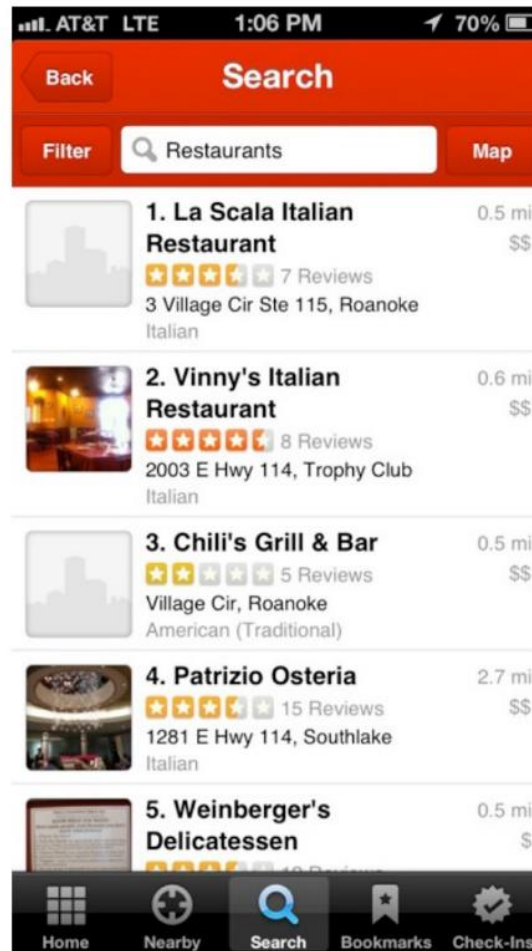 AT&T LTE 1:06 PM 70%
Back Search
Filter Restaurants Map
1. La Scala Italian 0.5 mi
Restaurant $$
7 Reviews
3 Village Cir Ste 115, Roanoke
Italian
2. Vinny's Italian 0.6 mi
Restaurant $$
8 Reviews
2003 E Hwy 114, Trophy Club
Italian
3. Chili's Grill & Bar 0.5 mi
5 Reviews $$
Village Cir, Roanoke
American (Traditional)
4. Patrizio Osteria 2.7 mi
15 Reviews $$
1281 E Hwy 114, Southlake
Italian
5. Weinberger's 0.5 mi
Delicatessen $
Home Nearby Search Bookmarks Check-Ins